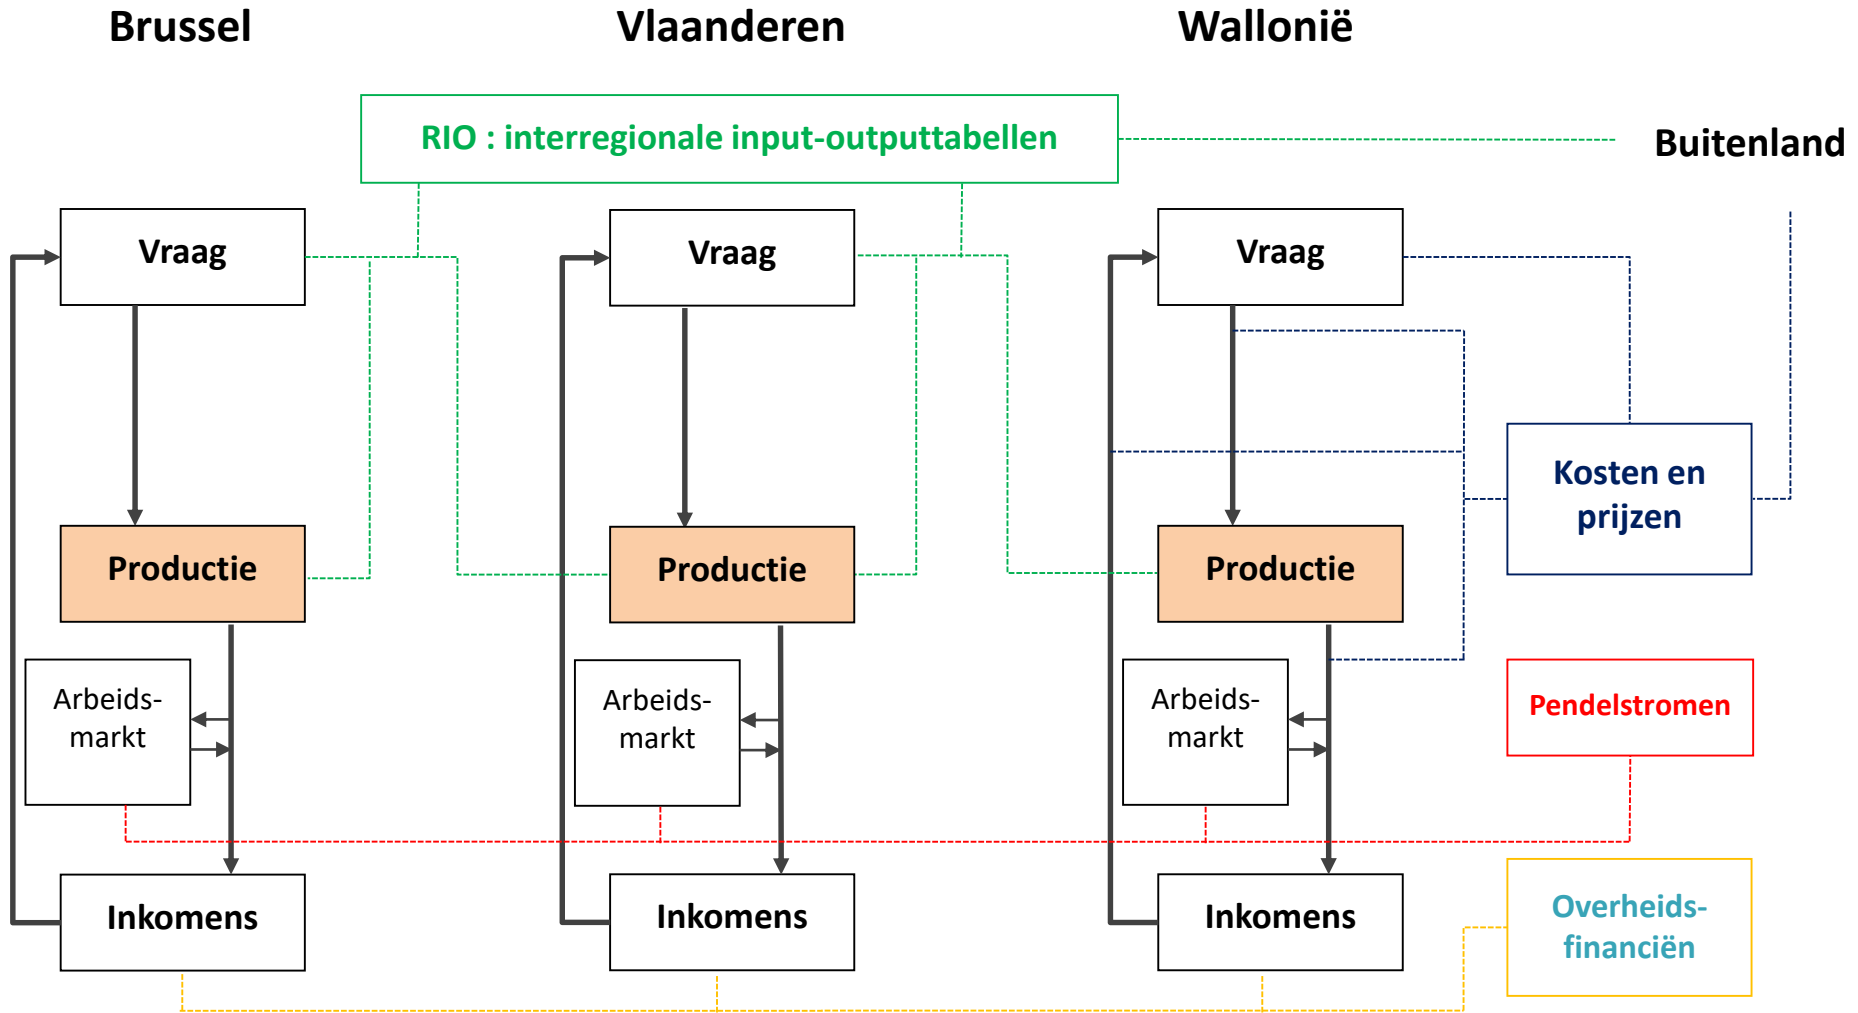 Brussel
Vlaanderen
Wallonië
RIO : interregionale input-outputtabellen
Buitenland
Vraag
Vraag
Vraag
Kosten en
prijzen
Productie
Productie
Productie
Arbeids-
markt
Arbeids-
markt
Arbeids-
markt
Pendelstromen
Inkomens
Inkomens
Inkomens
Overheids-
financiën